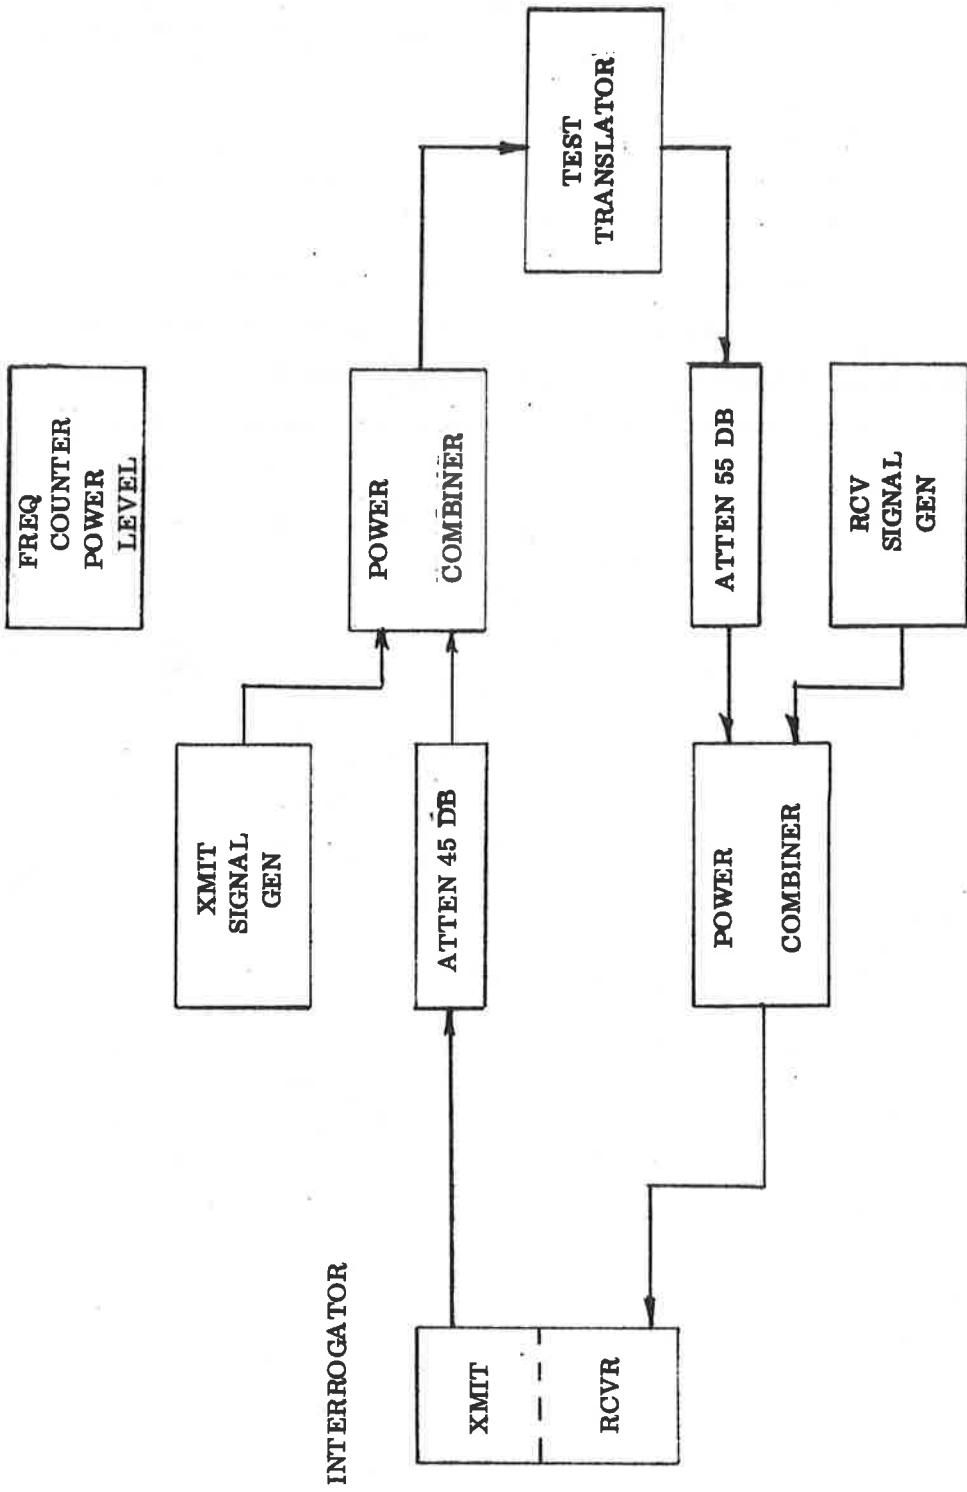 FREQ
COUNTER
POWER
LEVEL
XMIT
SIGNAL
GEN
POWER
COMBINER
INTERROGATOR
XMIT
RCVR
ATTEN 45 DB
TEST
TRANSLATOR
ATTEN 55 DB
POWER
COMBINER
RCV
SIGNAL
GEN